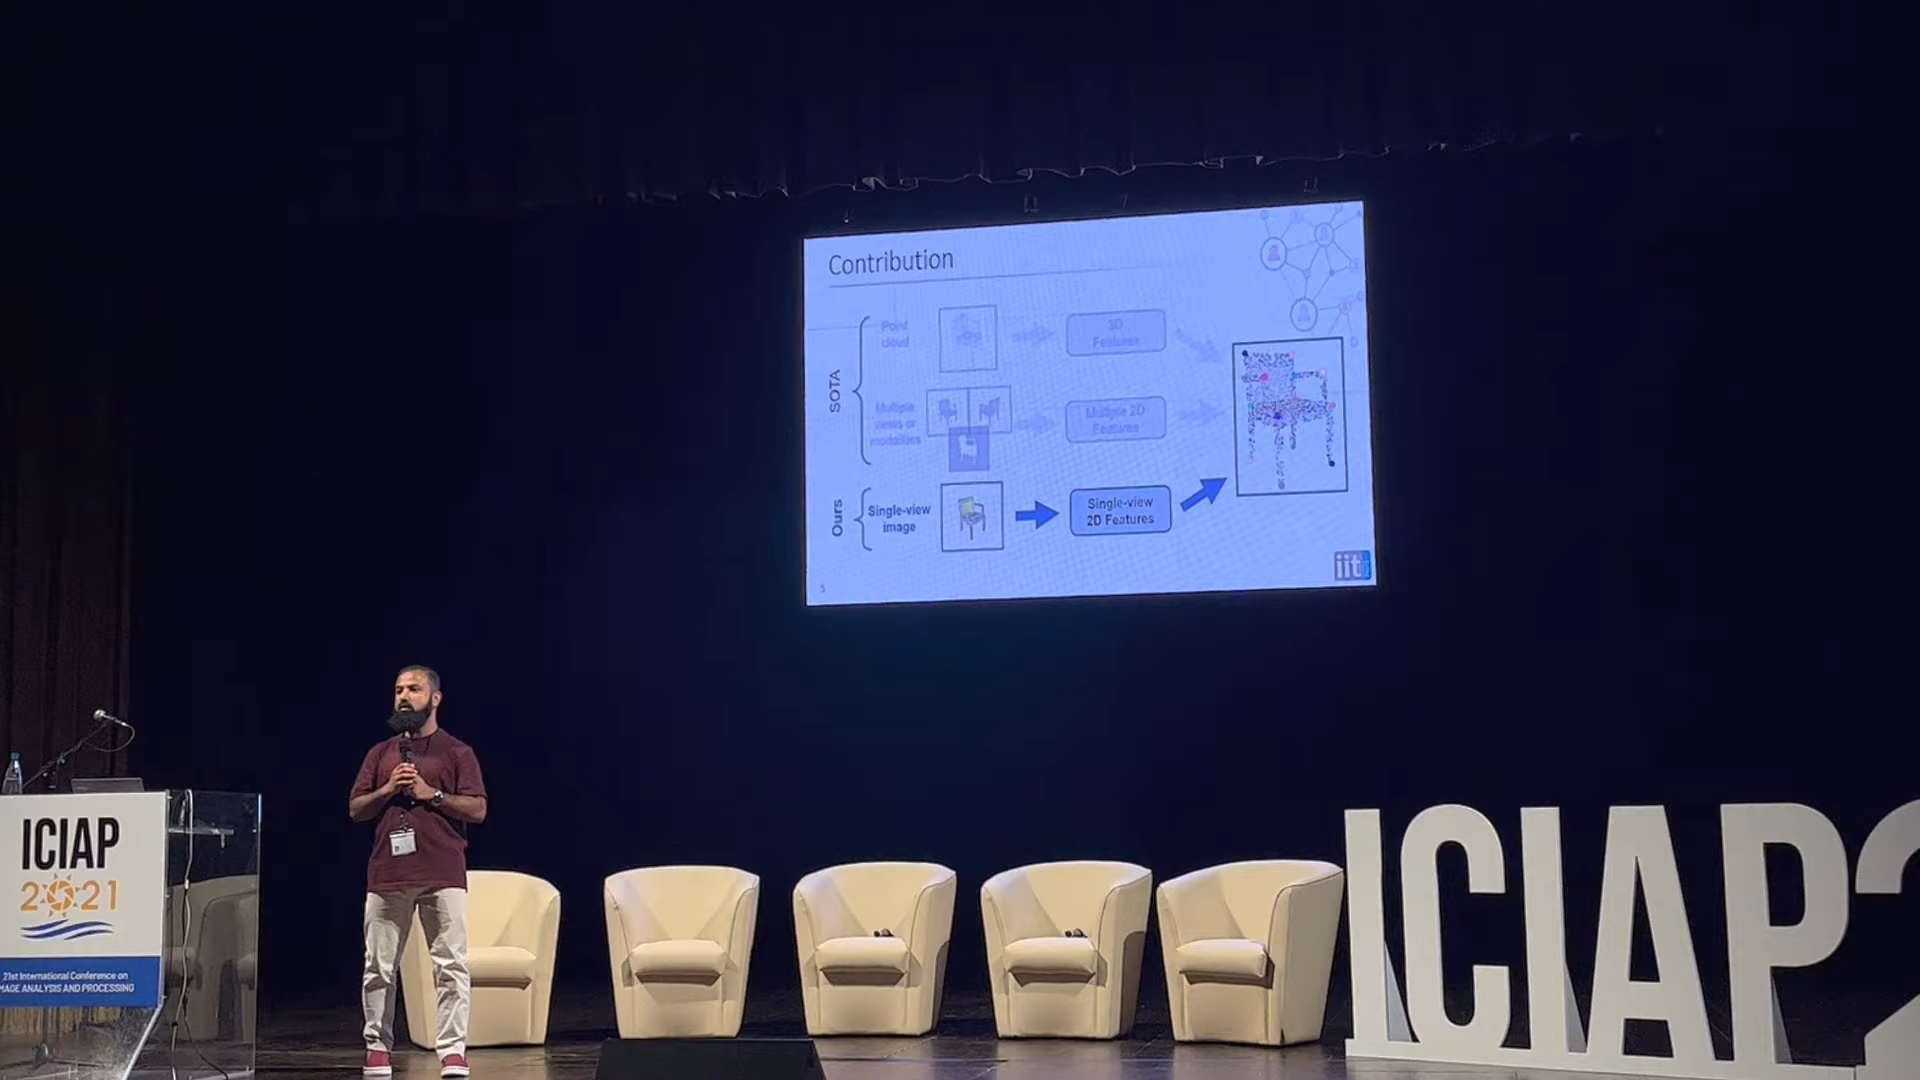 Contribution
SOTA
Point
cloud
3D
Features
Multiple
views or
modalities
Multiple 2D
Features
Ours
Single-view
image
Single-view
2D Features
5
iit
ICIAP
2021
21st International Conference on
IMAGE ANALYSIS AND PROCESSING
ICIAP2